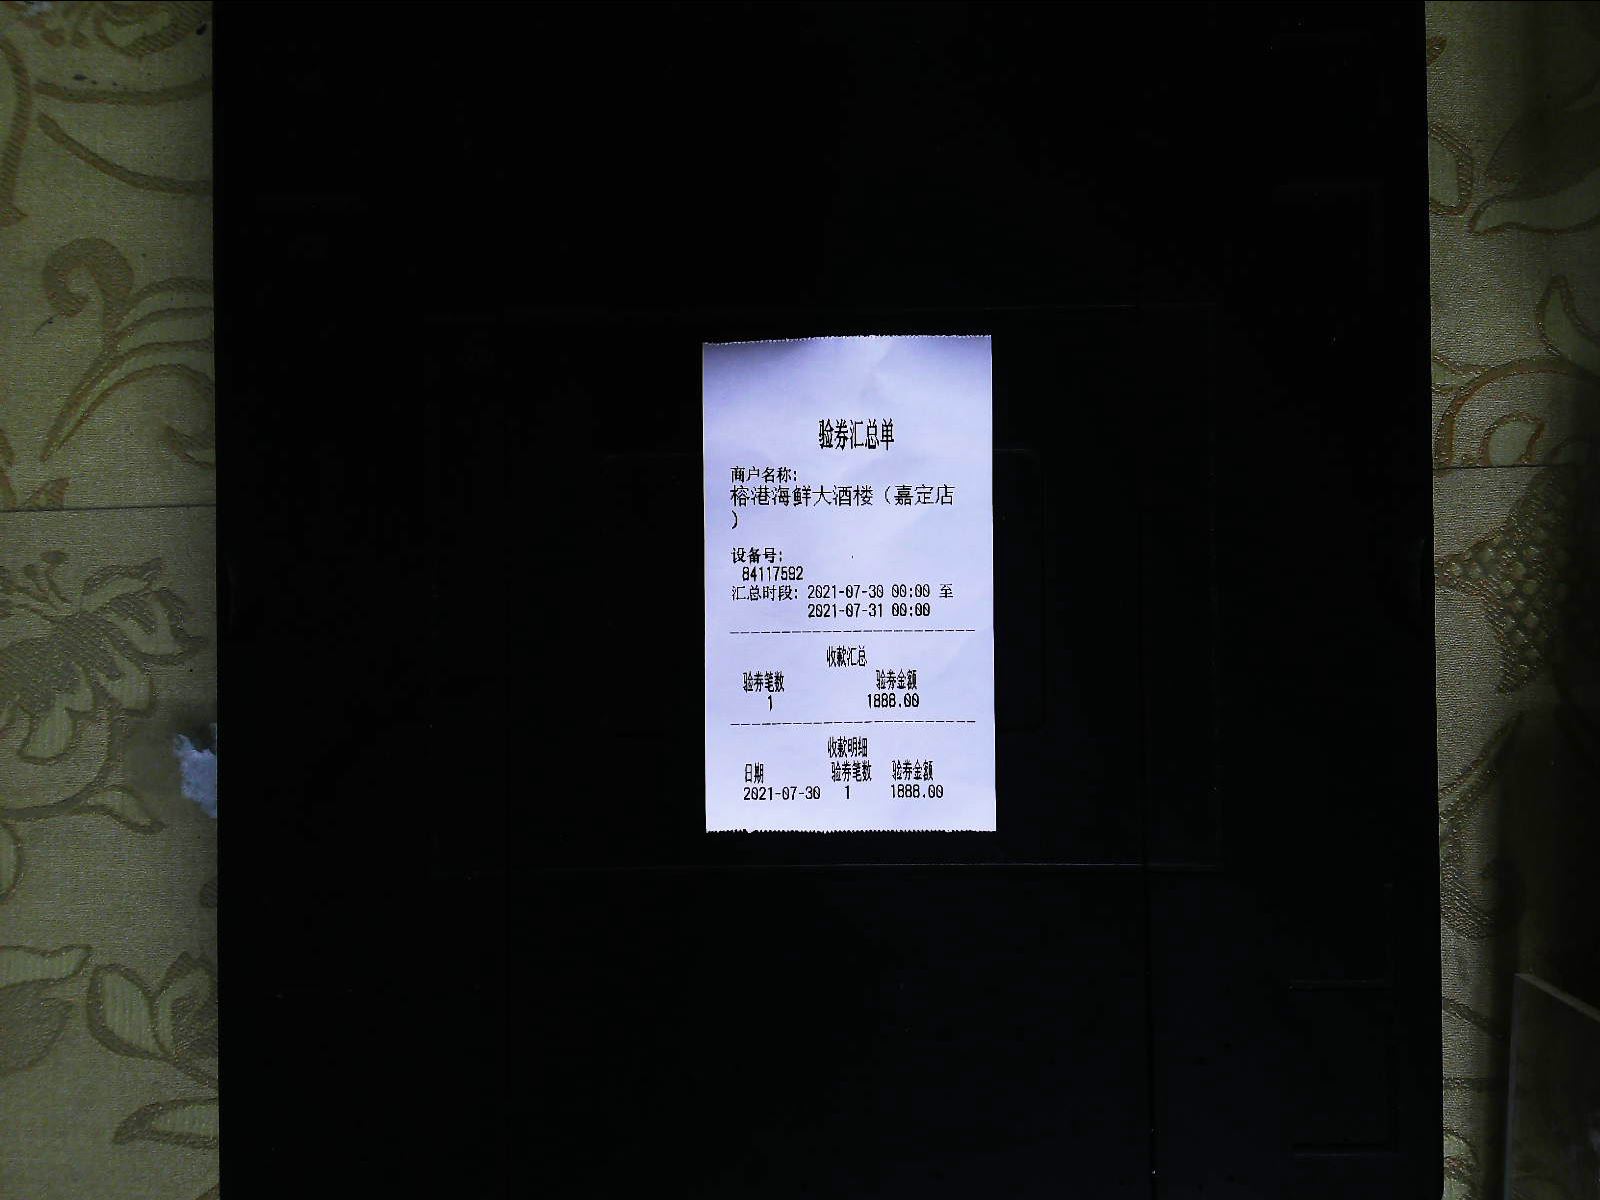 验券汇总单
商户名称:
榕港海鲜大酒楼（嘉定店
）
设备号:
84117592
汇总时段: 2021-07-30 00:00 至
2021-07-31 00:00
收款汇总
验券笔数 验券金额
1 1888.00
收款明细
日期 验券笔数 验券金额
2021-07-30 1 1888.00